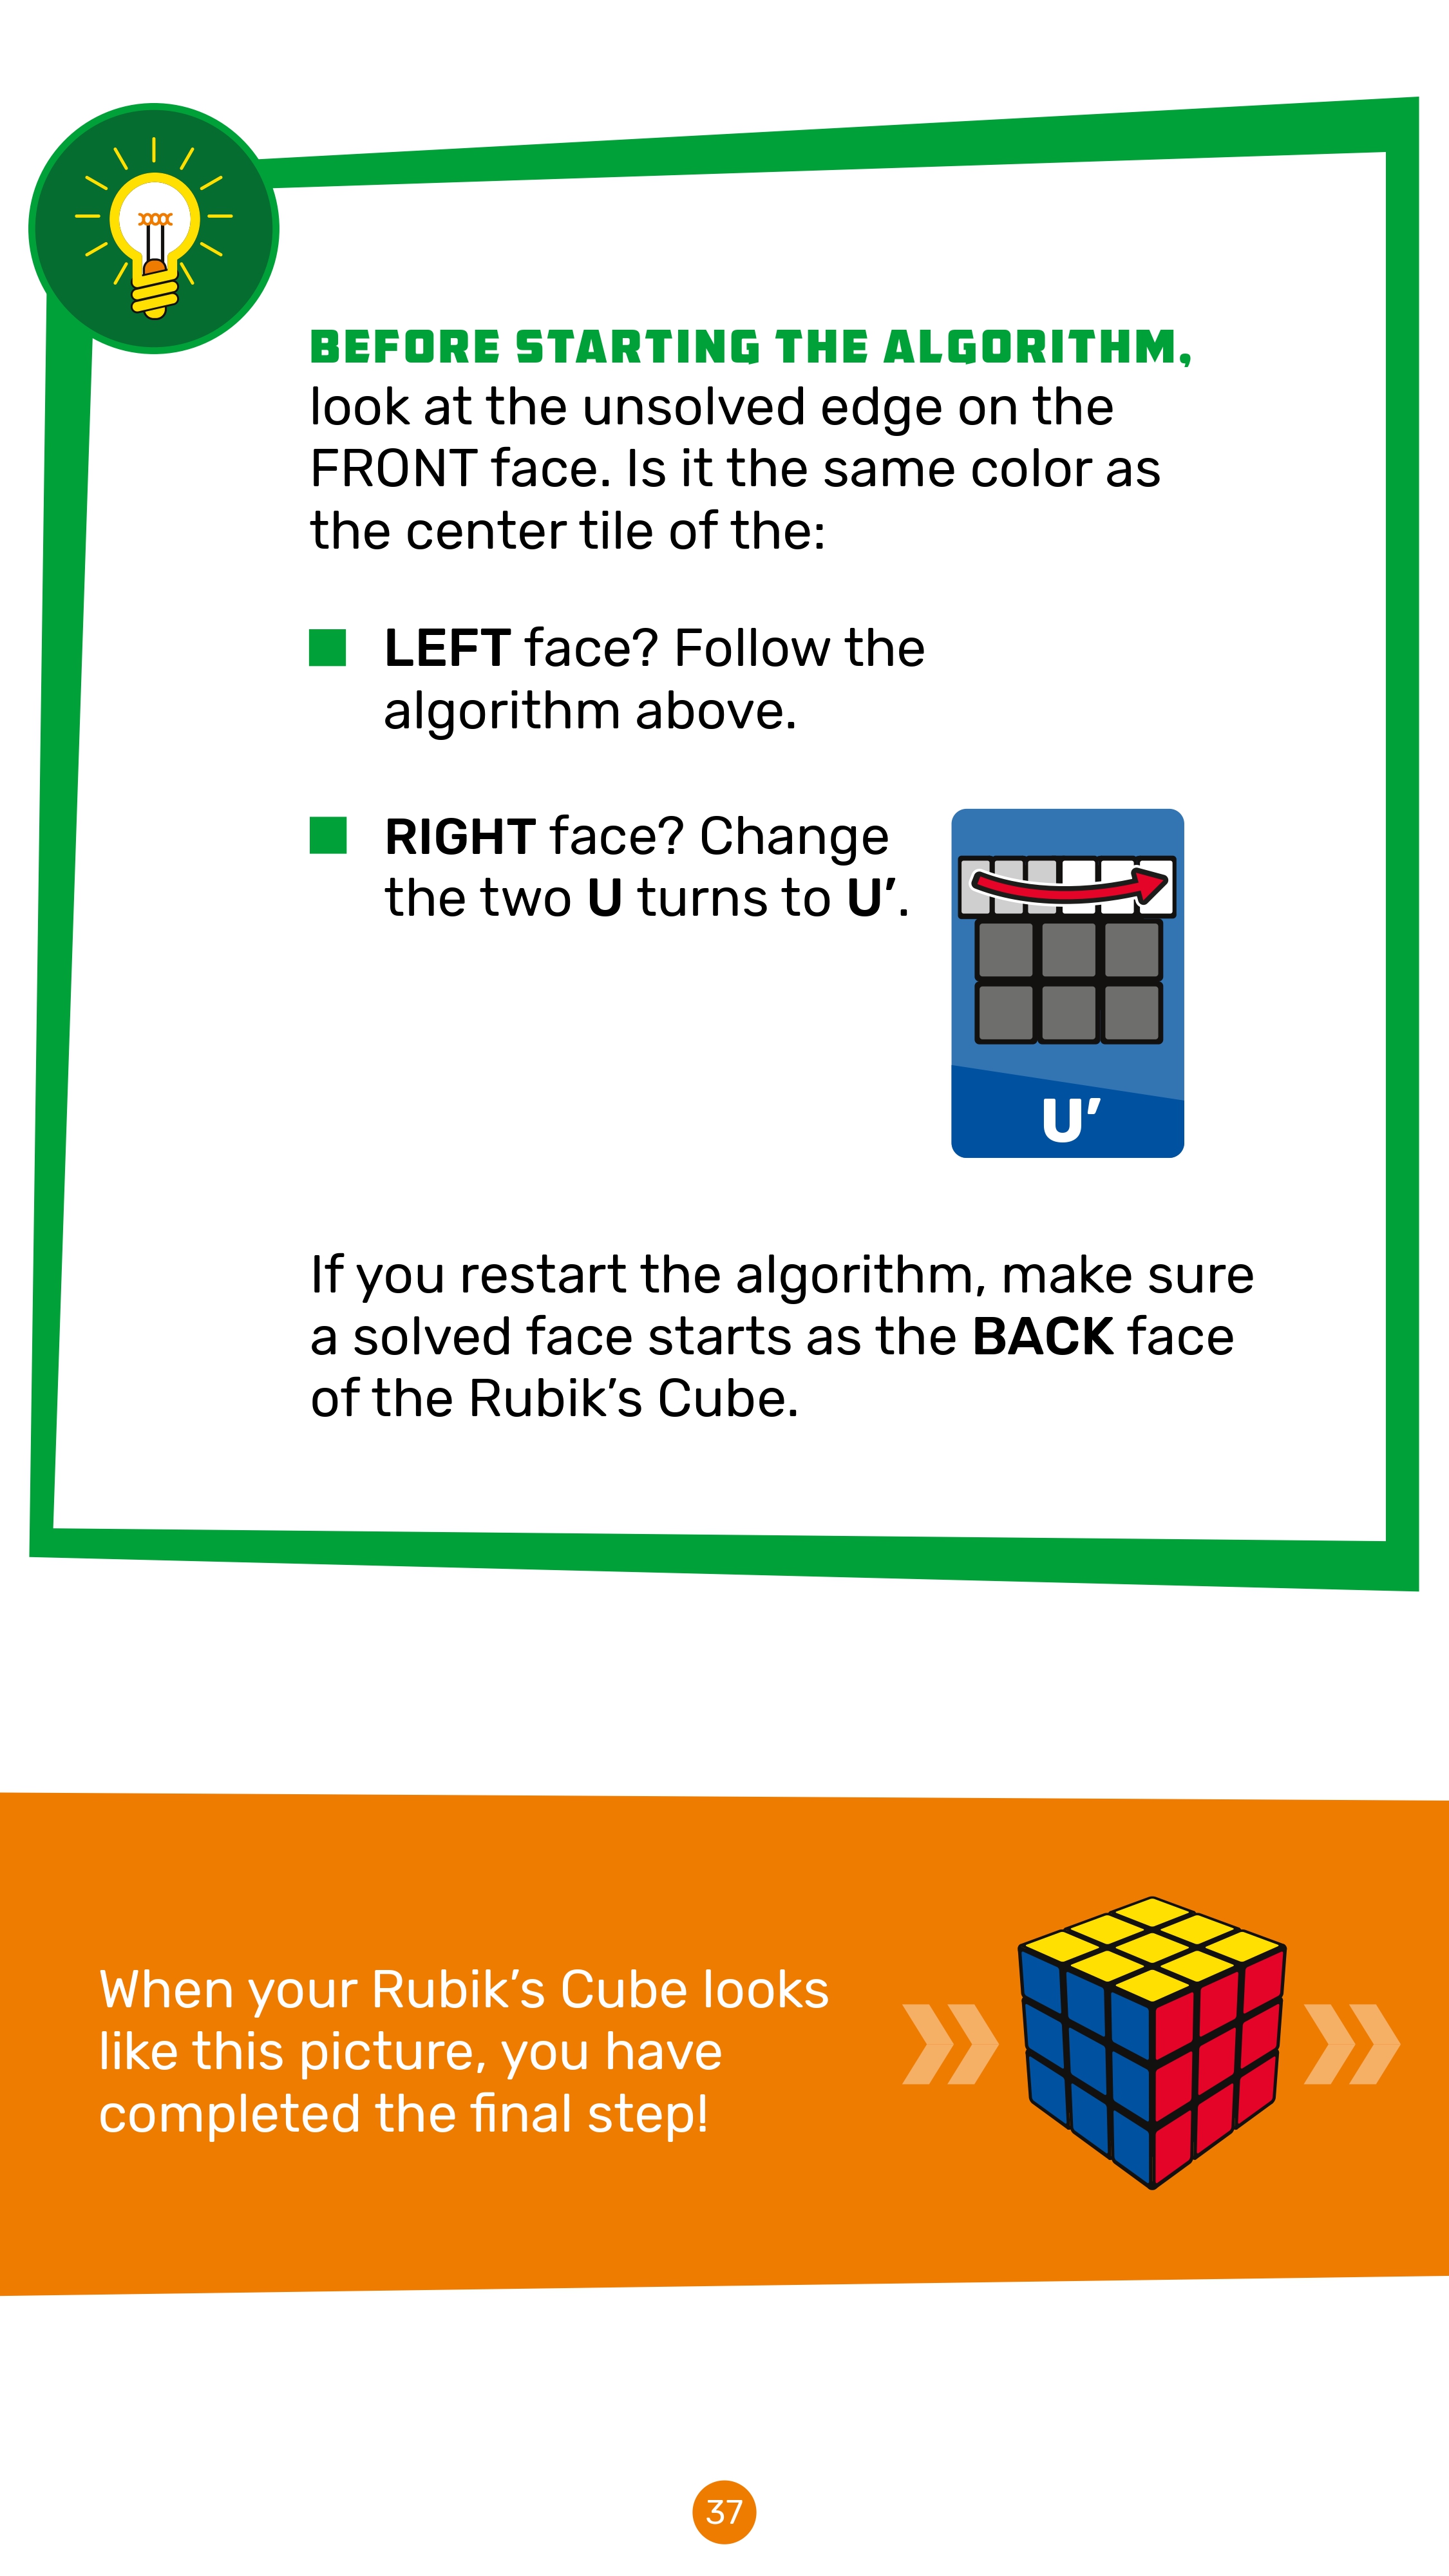 BEFORE STARTING THE ALGORITHM,
look at the unsolved edge on the
FRONT face. Is it the same color as
the center tile of the:
LEFT face? Follow the
algorithm above.
RIGHT face? Change
the two U turns to U’.
U’
If you restart the algorithm, make sure
a solved face starts as the BACK face
of the Rubik’s Cube.
When your Rubik’s Cube looks
like this picture, you have
completed the final step!
37